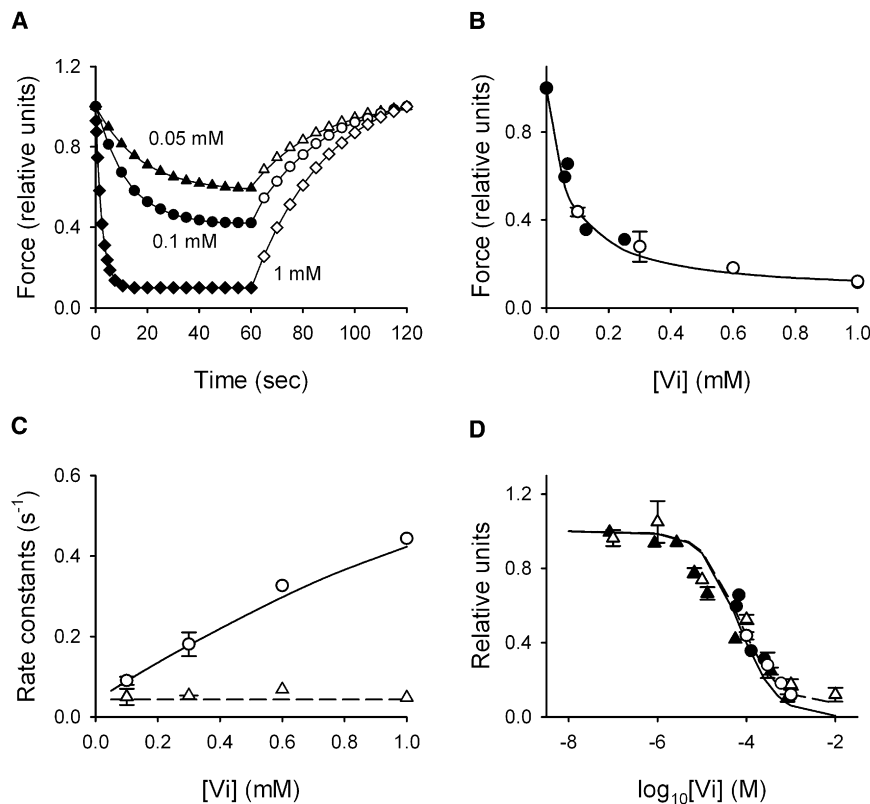 A
Force (relative units)
1.2
0.8
0.4
0.0
0.05 mM
0.1 mM
1 mM
0 20 40 60 80 100 120
Time (sec)
B
Force (relative units)
0.8
0.4
0.0
0.0 0.2 0.4 0.6 0.8 1.0
[Vi] (mM)
C
Rate constants (s⁻¹)
0.6
0.4
0.2
0.0
0.0 0.2 0.4 0.6 0.8 1.0
[Vi] (mM)
D
Relative units
1.2
0.8
0.4
0.0
-8 -6 -4 -2
log₁₀[Vi] (M)